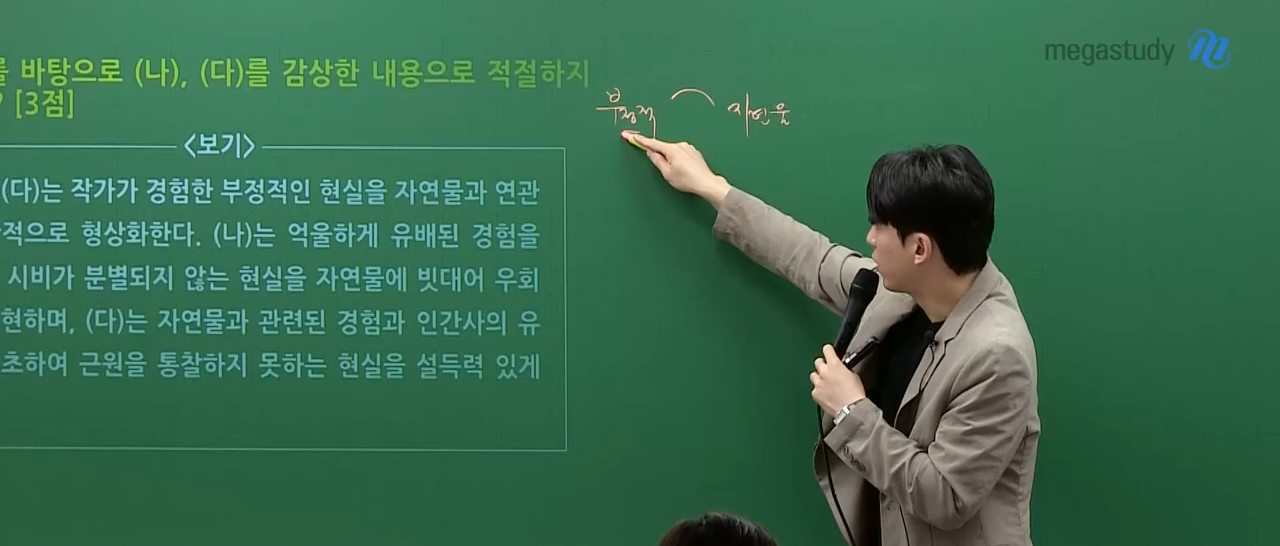 megastudy
를 바탕으로 (나), (다)를 감상한 내용으로 적절하지
? [3점]
부정적 자연물
<보기>
(다)는 작가가 경험한 부정적인 현실을 자연물과 연관
적으로 형상화한다. (나)는 억울하게 유배된 경험을
시비가 분별되지 않는 현실을 자연물에 빗대어 우회
현하며, (다)는 자연물과 관련된 경험과 인간사의 유
초하여 근원을 통찰하지 못하는 현실을 설득력 있게